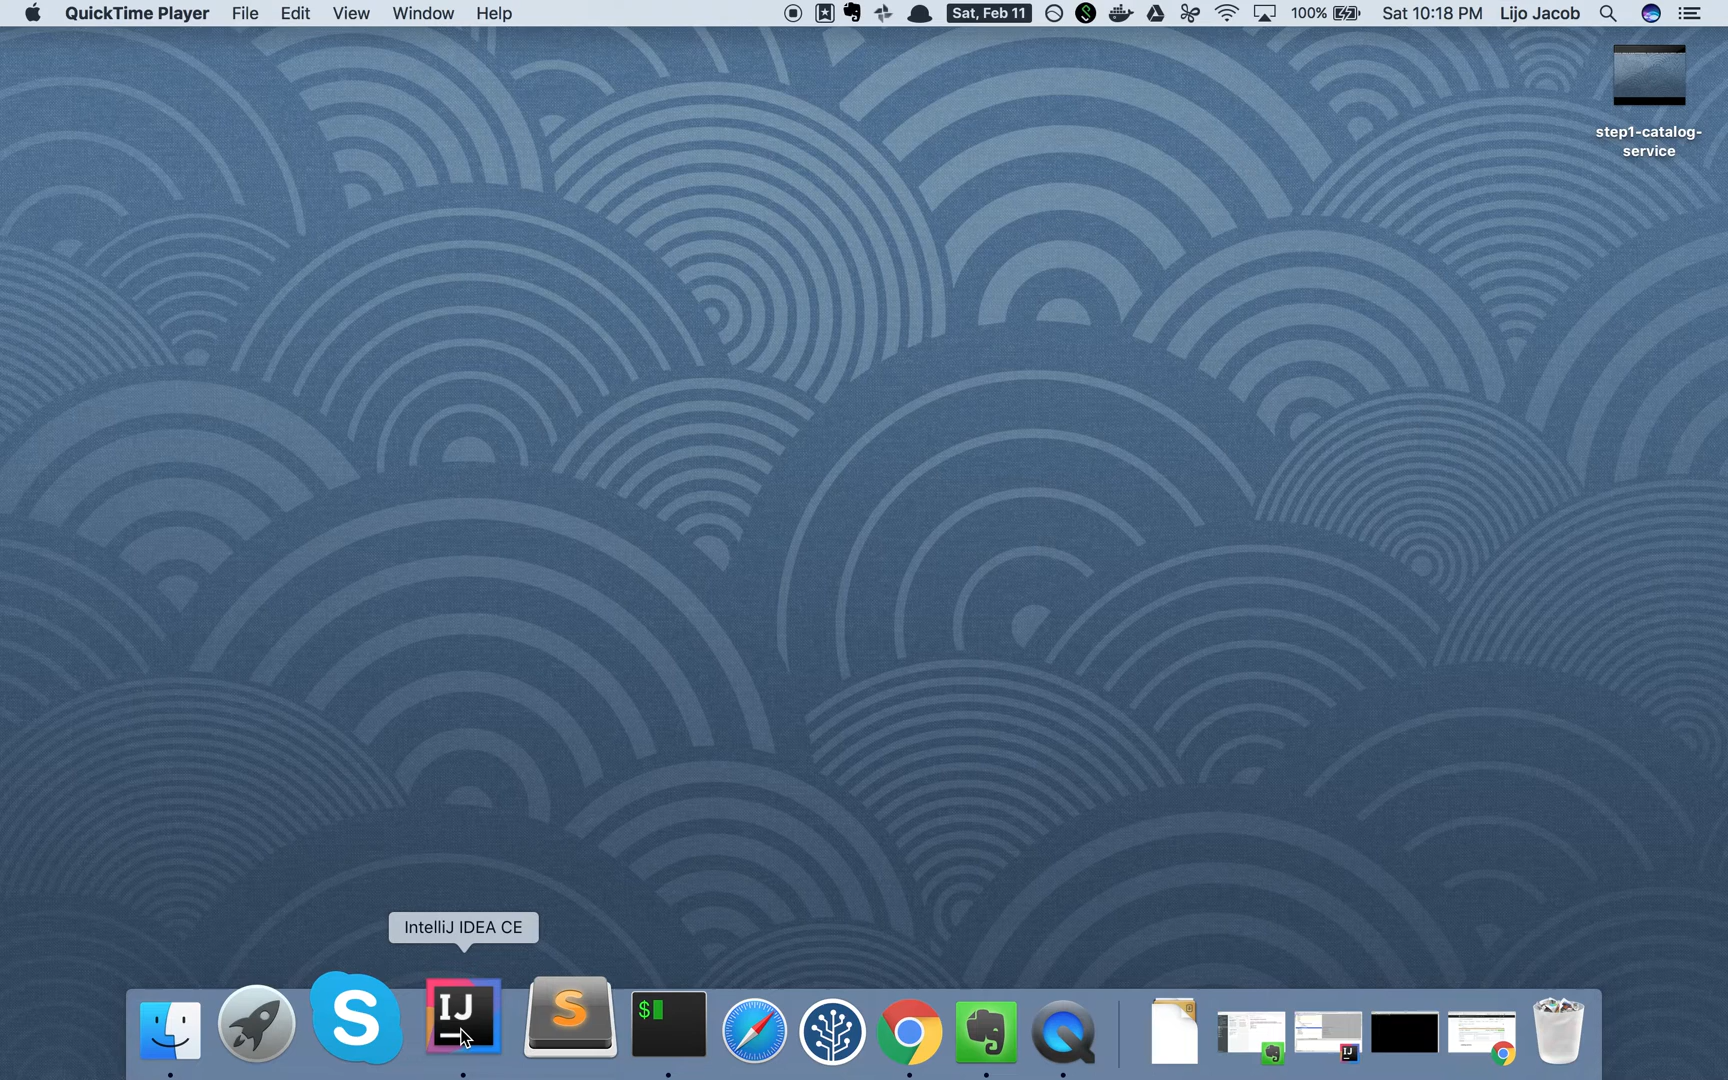 QuickTime Player File Edit View Window Help Sat, Feb 11 S 100% Sat 10:18 PM Lijo Jacob
step1-catalog-
service
IntelliJ IDEA CE
S
IJ
S
$
IJ